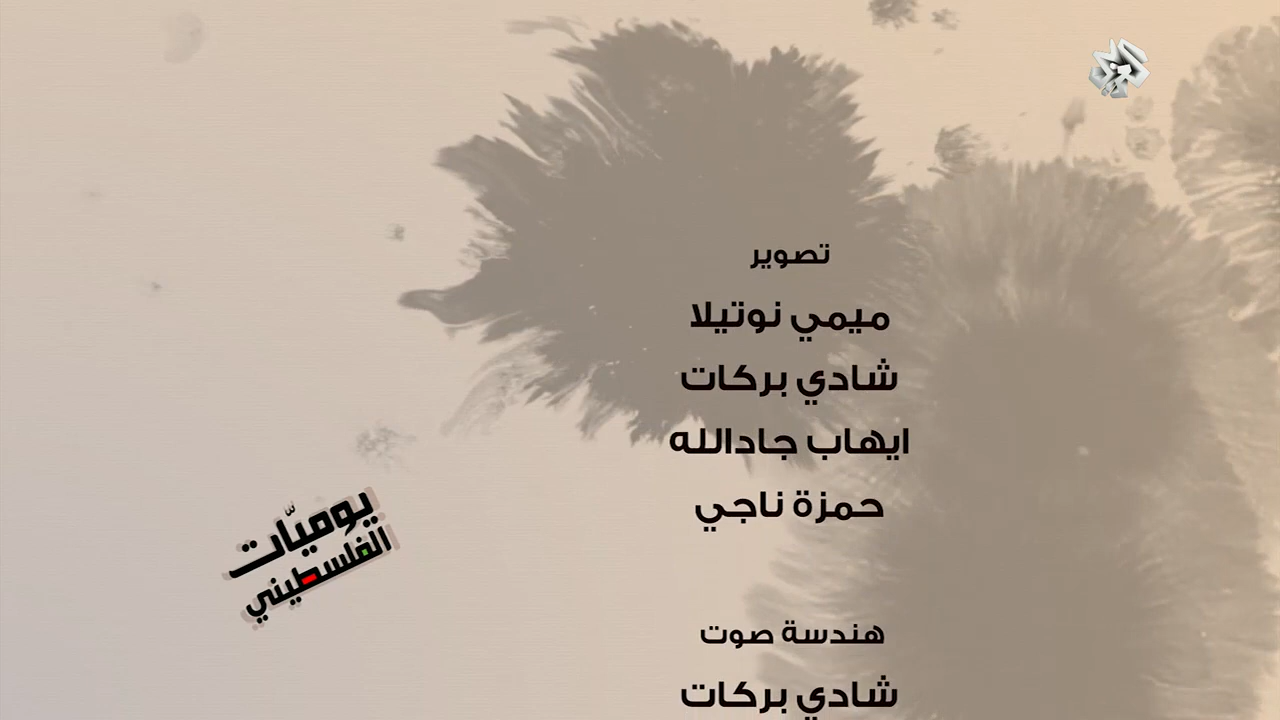 تصوير
ميمي نوتيلا
شادي بركات
ايهاب جادالله
حمزة ناجي
هندسة صوت
شادي بركات
يوميّات
الفلسطيني